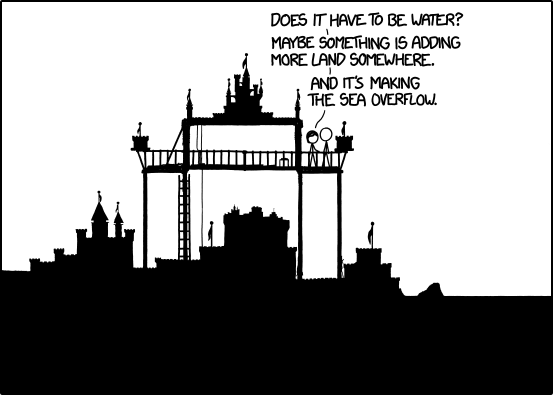 DOES IT HAVE TO BE WATER?
MAYBE SOMETHING IS ADDING
MORE LAND SOMEWHERE.
AND IT'S MAKING
THE SEA OVERFLOW.